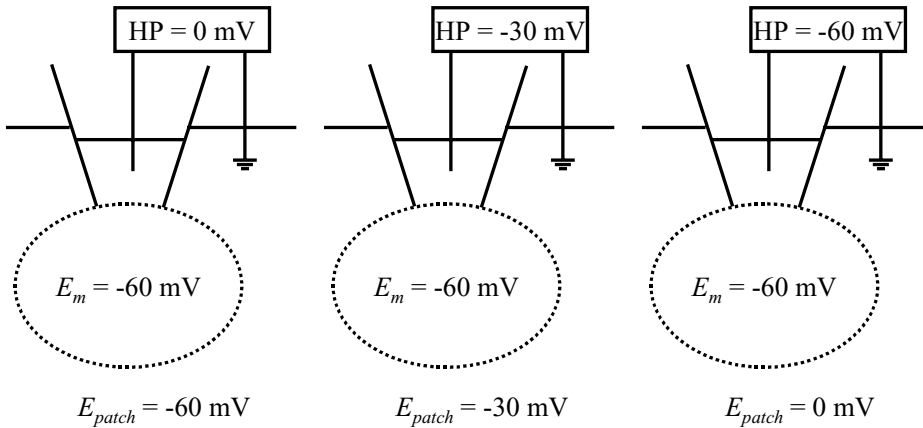 HP = 0 mV
HP = -30 mV
HP = -60 mV
E_m = -60 mV
E_m = -60 mV
E_m = -60 mV
E_patch = -60 mV
E_patch = -30 mV
E_patch = 0 mV